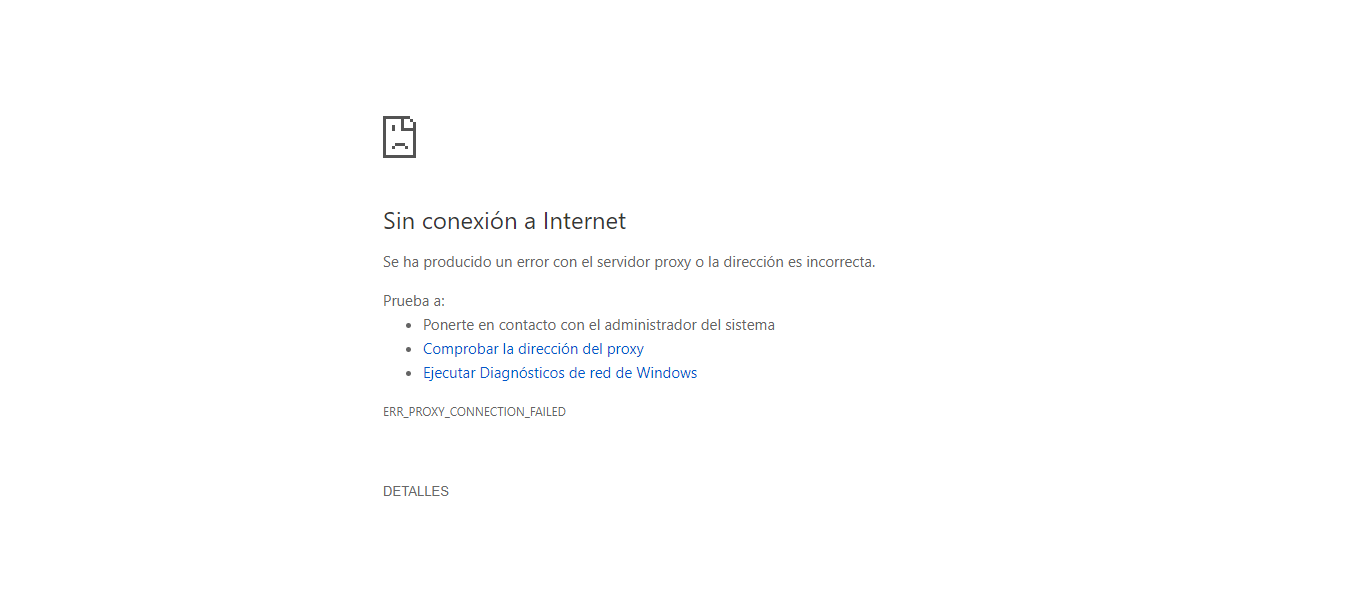 Sin conexión a Internet
Se ha producido un error con el servidor proxy o la dirección es incorrecta.
Prueba a:
• Ponerte en contacto con el administrador del sistema
• Comprobar la dirección del proxy
• Ejecutar Diagnósticos de red de Windows
ERR_PROXY_CONNECTION_FAILED
DETALLES